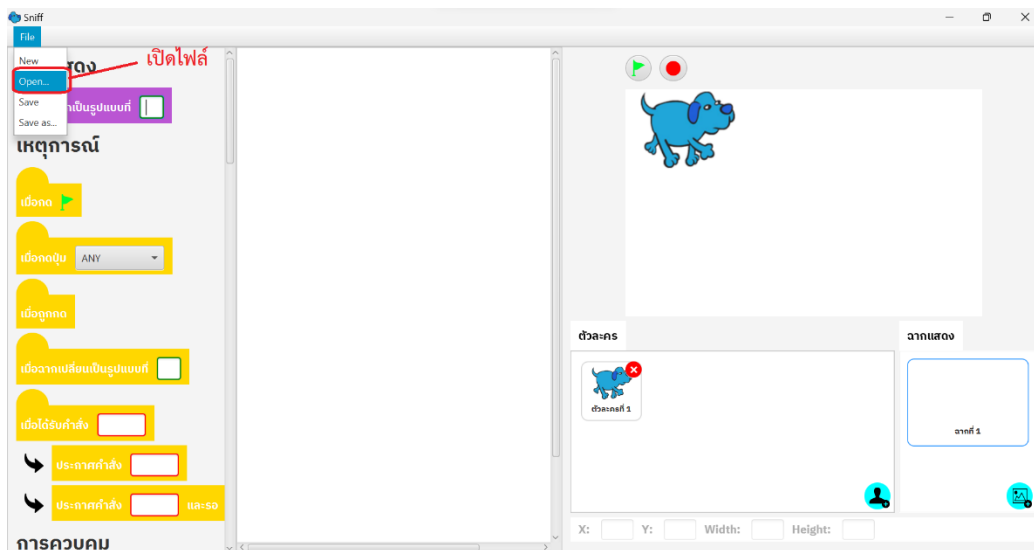 Sniff
File
New
Open...
Save
Save as...
เปิดไฟล์
เป็นรูปแบบที่
เหตุการณ์
เมื่อกด
เมื่อกดปุ่ม ANY
เมื่อถูกกด
เมื่อฉากเปลี่ยนเป็นรูปแบบที่
เมื่อได้รับคำสั่ง
ประกาศคำสั่ง
ประกาศคำสั่ง และรอ
การควบคุม
ตัวละคร
ตัวละครที่ 1
ฉากแสดง
ฉากที่ 1
X: Y: Width: Height: